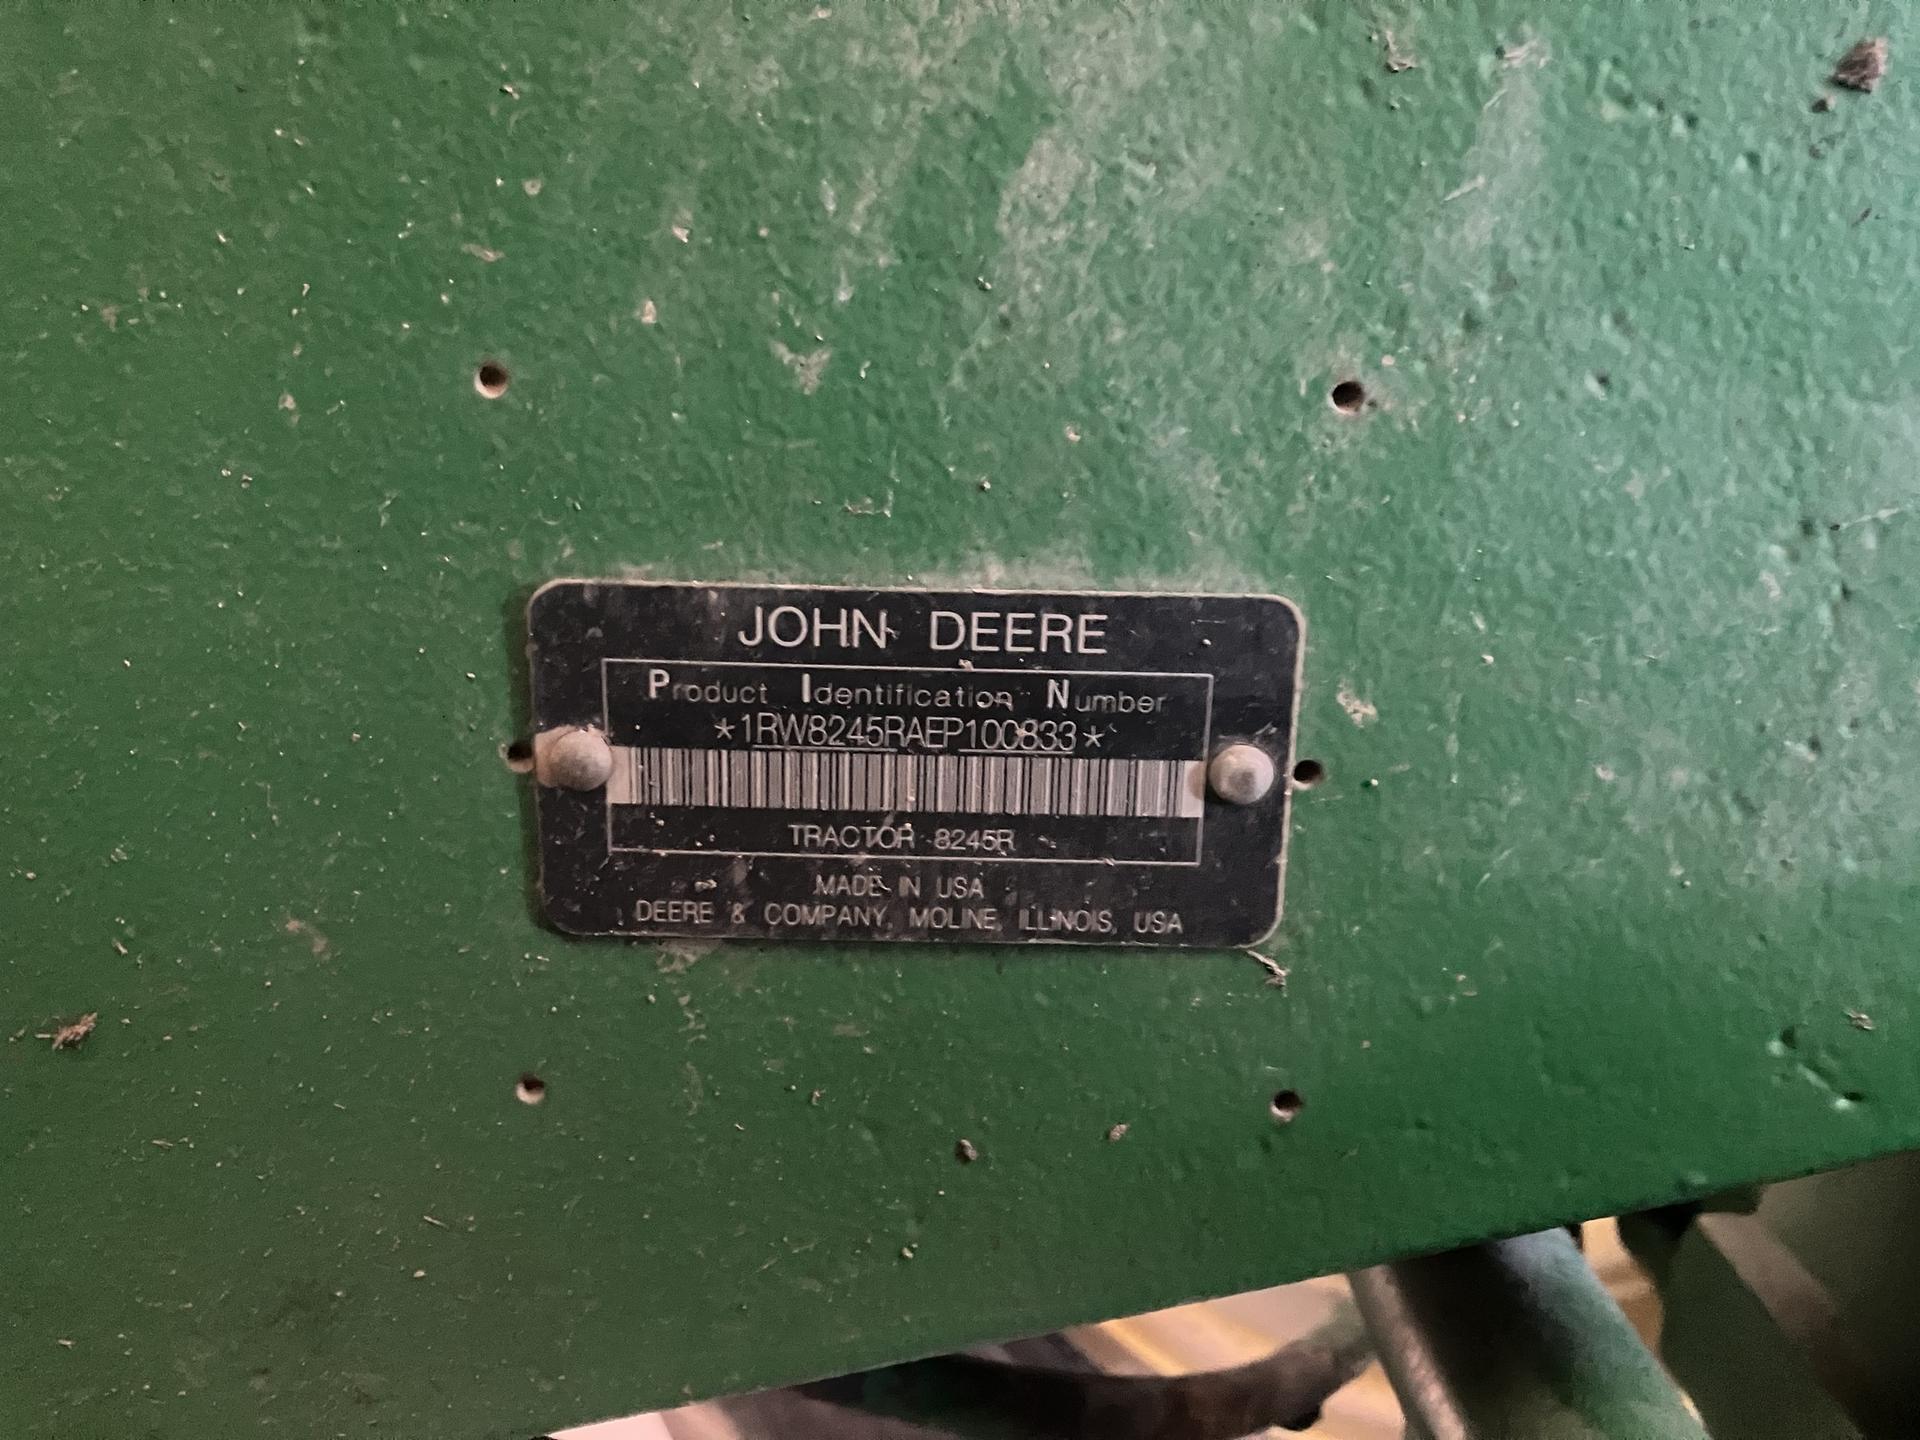 JOHN DEERE
Product Identification Number
*1RW8245RAEP100833*
TRACTOR 8245R
MADE IN USA
DEERE & COMPANY, MOLINE, ILLINOIS, USA